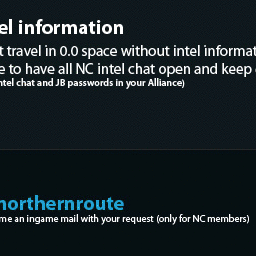 el information
t travel in 0.0 space without intel informat
e to have all NC intel chat open and keep
ntel chat and JB passwords in your Alliance)
northernroute
me an ingame mail with your request (only for NC members)